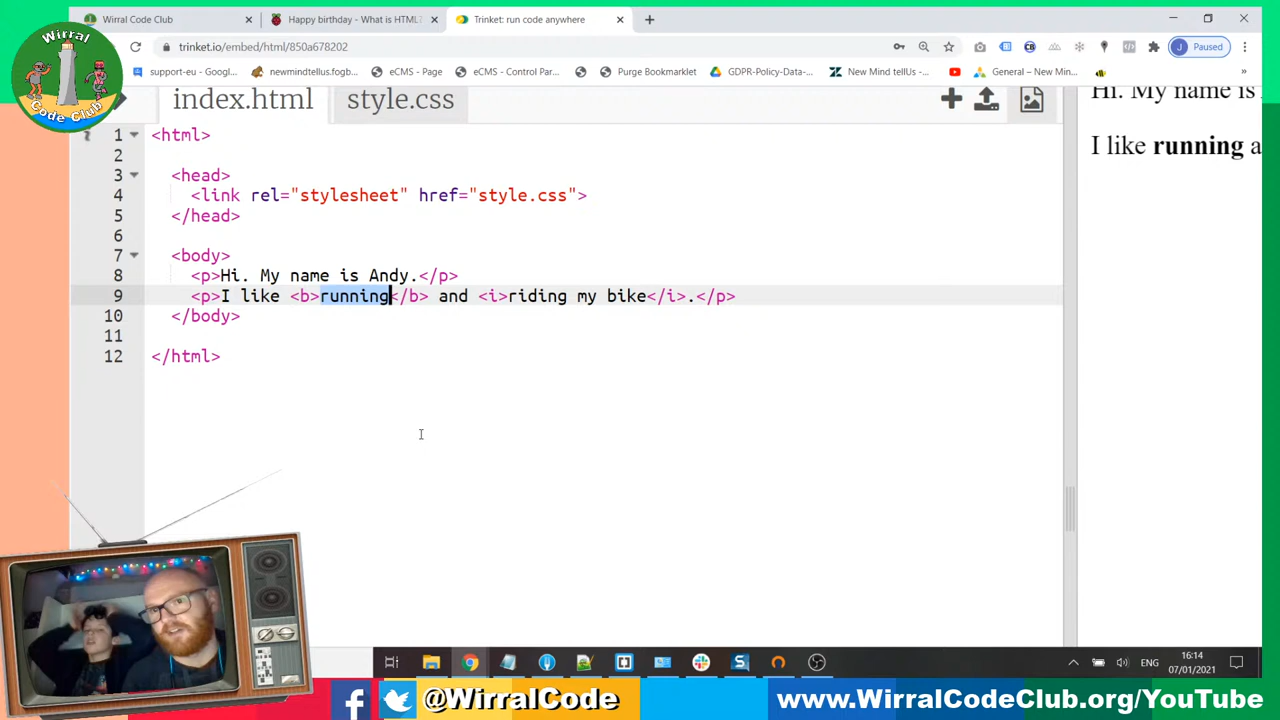 Wirral Code Club
Happy birthday - What is HTML?
Trinket: run code anywhere
Wirral
Code Club
trinket.io/embed/html/850a678202
J Paused
support-eu - Googl...
newmindtellus.fogb...
eCMS - Page
eCMS - Control Par...
Purge Bookmarklet
GDPR-Policy-Data-...
New Mind tellUs -...
General – New Min...
index.html
style.css
Hi. My name is
I like running a
1 <html>
2
3 <head>
4 <link rel="stylesheet" href="style.css">
5 </head>
6
7 <body>
8 <p>Hi. My name is Andy.</p>
9 <p>I like <b>running</b> and <i>riding my bike</i>.</p>
10 </body>
11
12 </html>
ENG
16:14
07/01/2021
@WirralCode
www.WirralCodeClub.org/YouTube